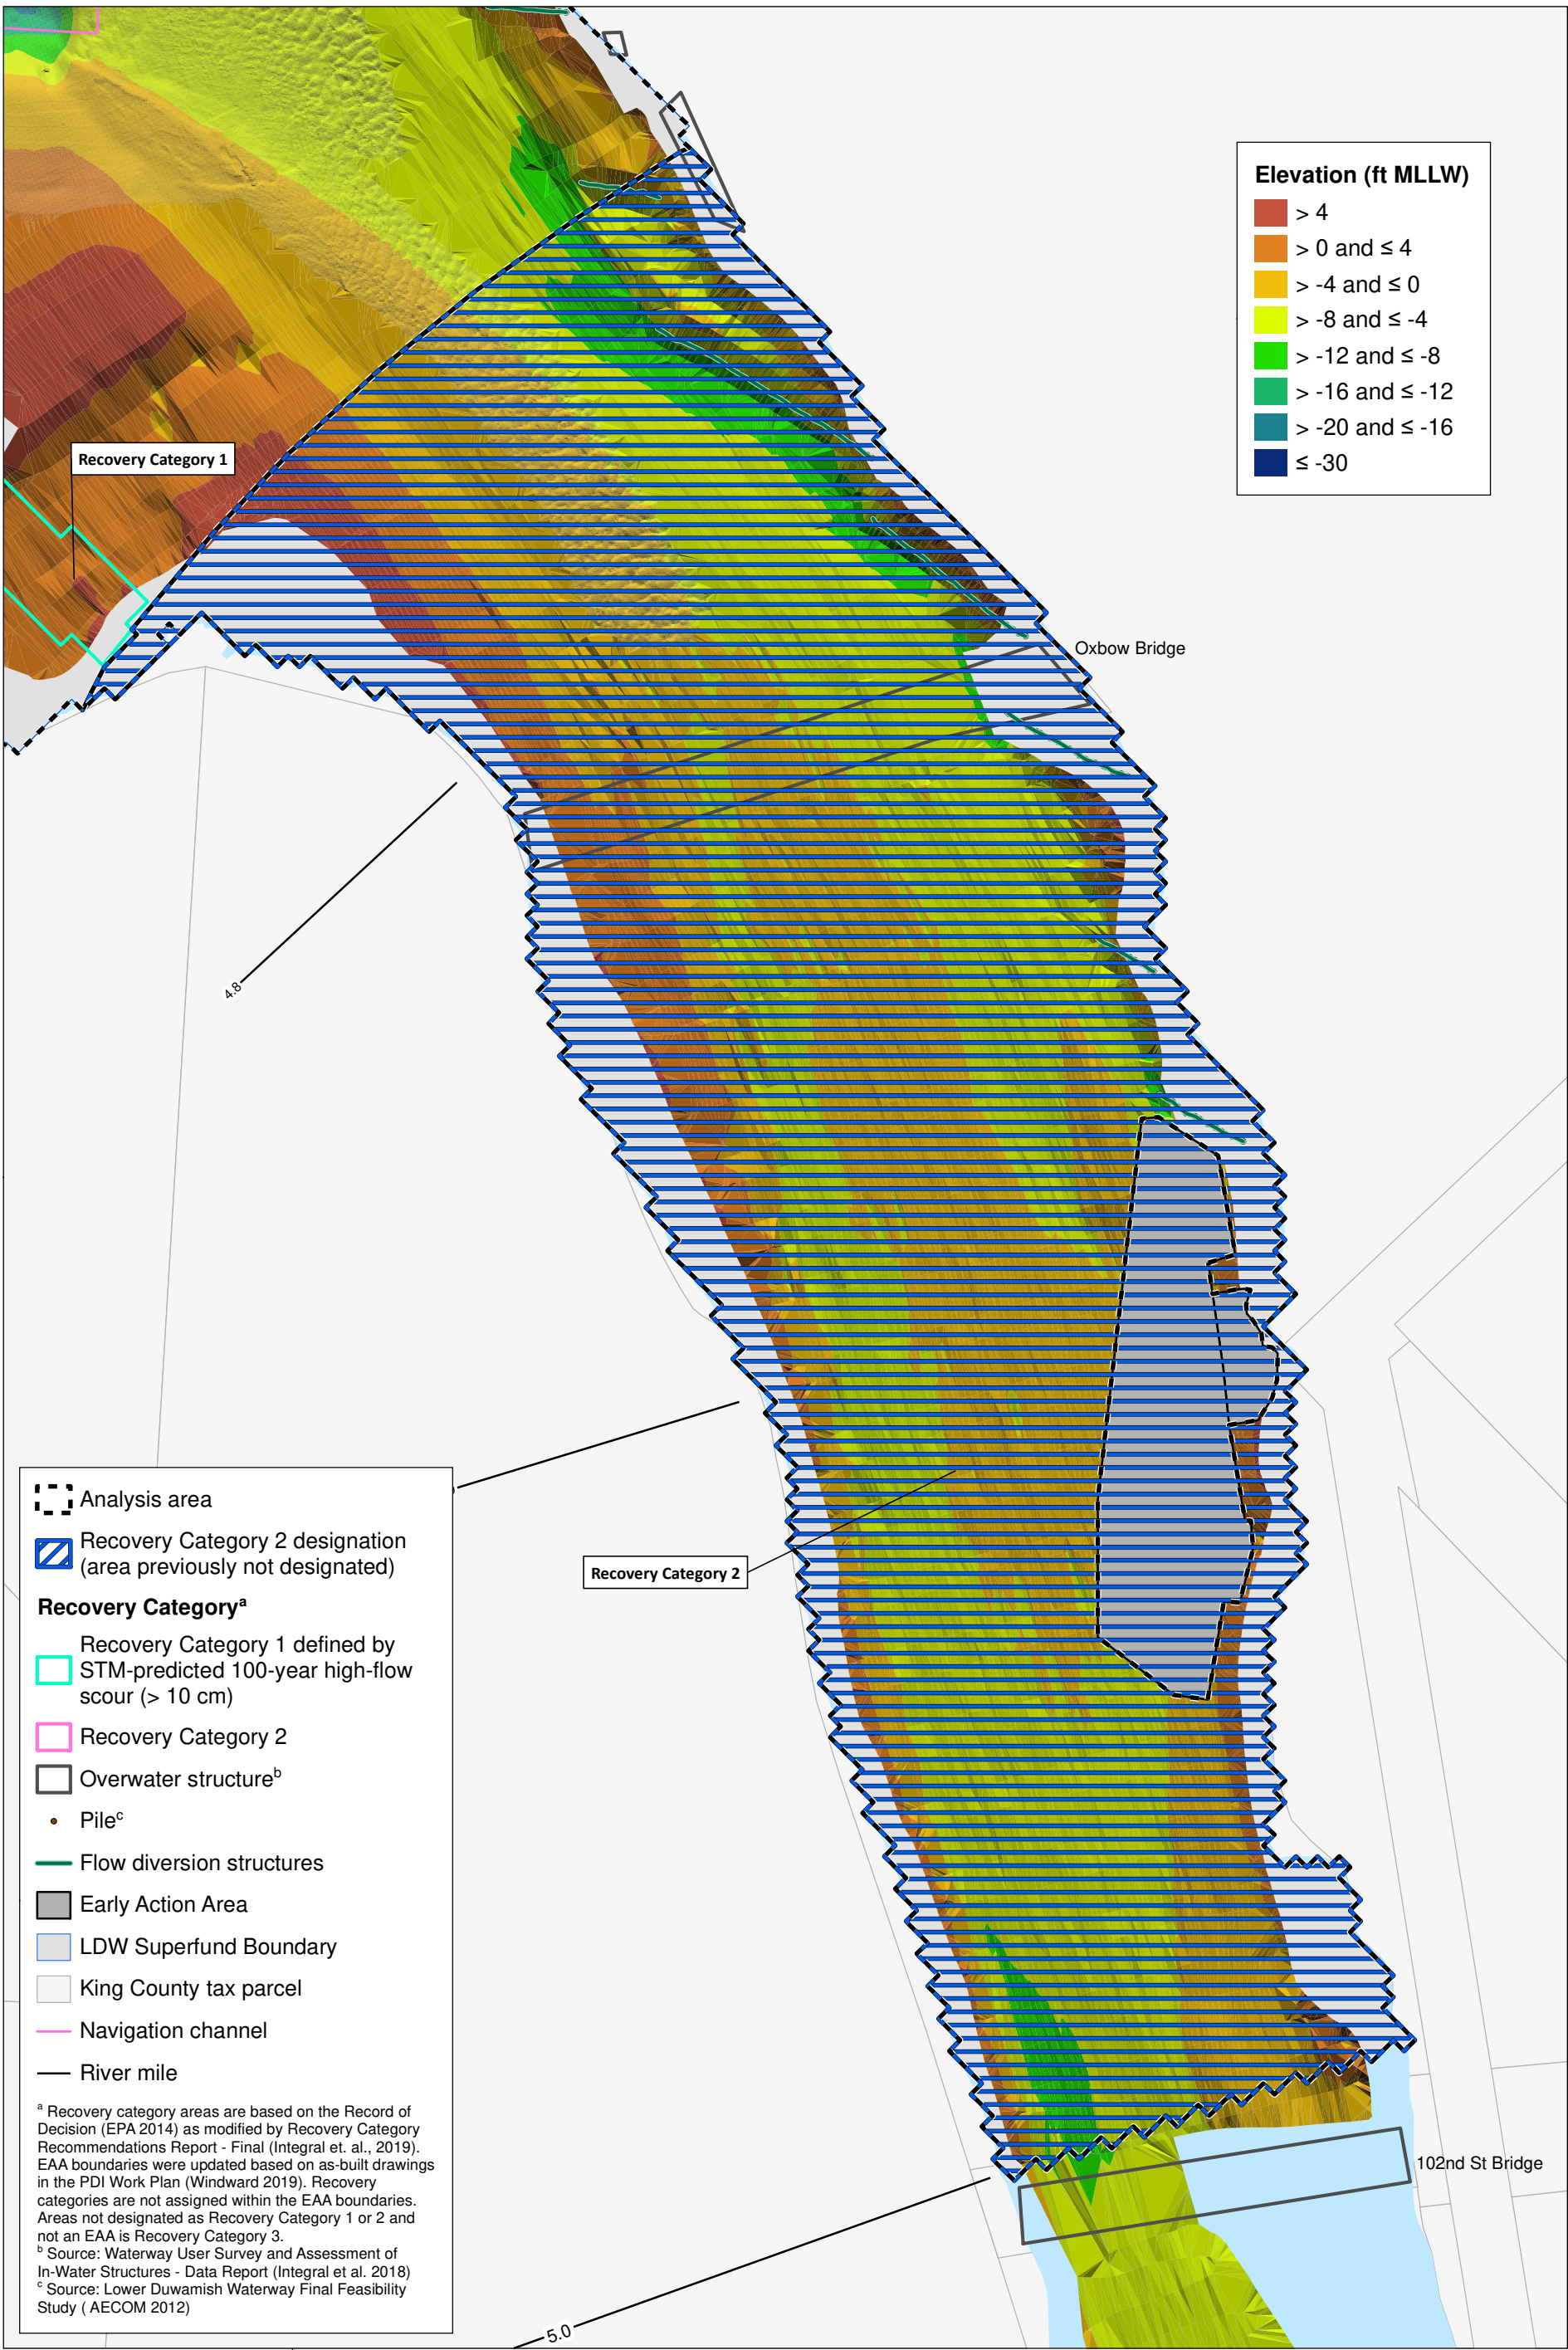 Elevation (ft MLLW)
> 4
> 0 and ≤ 4
> -4 and ≤ 0
> -8 and ≤ -4
> -12 and ≤ -8
> -16 and ≤ -12
> -20 and ≤ -16
≤ -30
Recovery Category 1
Oxbow Bridge
4.8
Recovery Category 2
102nd St Bridge
5.0
Analysis area
Recovery Category 2 designation
(area previously not designated)
Recovery Categoryᵃ
Recovery Category 1 defined by
STM-predicted 100-year high-flow
scour (> 10 cm)
Recovery Category 2
Overwater structureᵇ
Pileᶜ
Flow diversion structures
Early Action Area
LDW Superfund Boundary
King County tax parcel
Navigation channel
River mile
ᵃ Recovery category areas are based on the Record of
Decision (EPA 2014) as modified by Recovery Category
Recommendations Report - Final (Integral et. al., 2019).
EAA boundaries were updated based on as-built drawings
in the PDI Work Plan (Windward 2019). Recovery
categories are not assigned within the EAA boundaries.
Areas not designated as Recovery Category 1 or 2 and
not an EAA is Recovery Category 3.
ᵇ Source: Waterway User Survey and Assessment of
In-Water Structures - Data Report (Integral et al. 2018)
ᶜ Source: Lower Duwamish Waterway Final Feasibility
Study ( AECOM 2012)